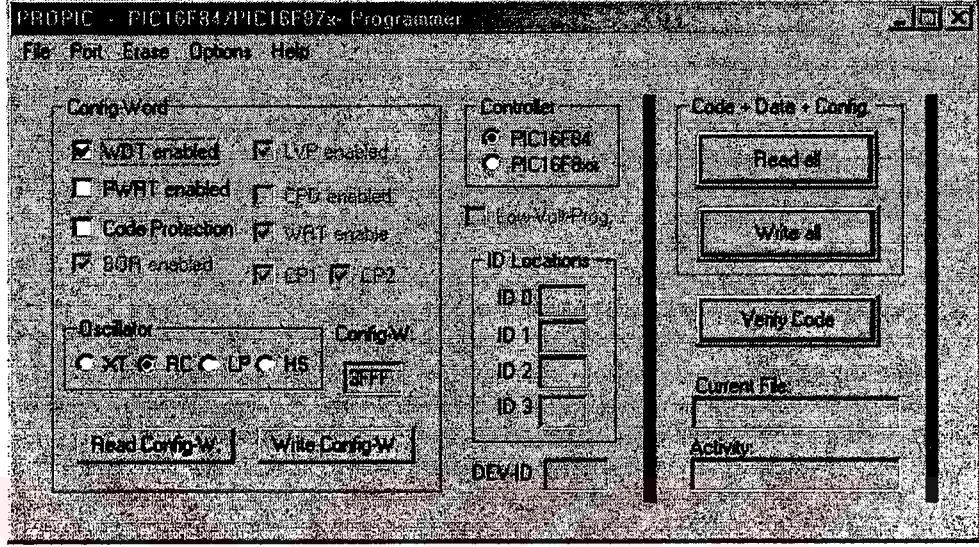 PROPIC - PIC16F84/PIC16F87x- Programmer
File Port Erase Options Help
Config-Word
WDT enabled
PWRT enabled
Code Protection
BOR enabled
LVP enabled
CPD enabled
WRT enable
CP1 CP2
Oscillator
XT RC LP HS
Config-W.
3FFF
Read Config-W.
Write Config-W.
Controller
PIC16F84
PIC16F8xx
Low-Volt-Prog.
ID Locations
ID 0
ID 1
ID 2
ID 3
DEV-ID
Code + Data + Config.
Read all
Write all
Verify Code
Current File:
Activity: